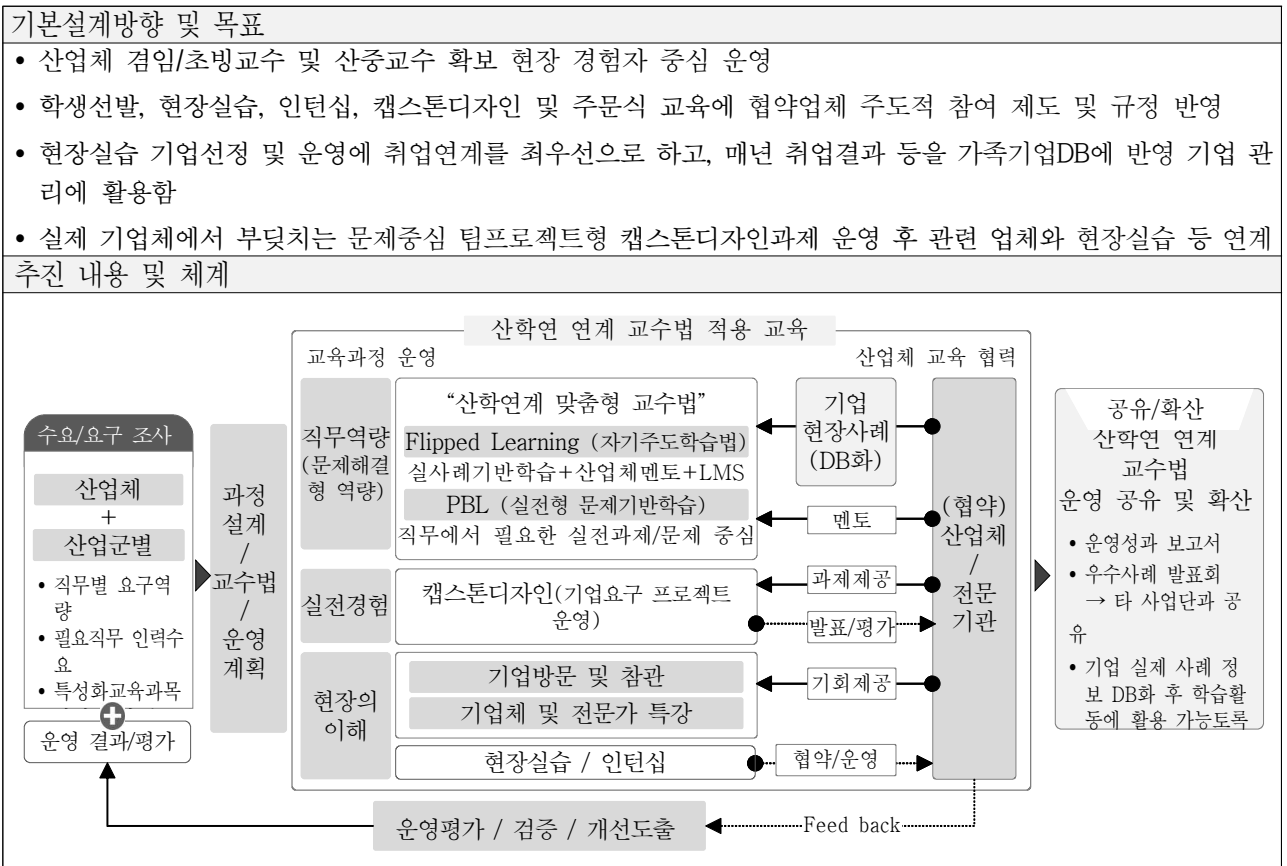 기본설계방향 및 목표
• 산업체 겸임/초빙교수 및 산중교수 확보 현장 경험자 중심 운영
• 학생선발, 현장실습, 인턴십, 캡스톤디자인 및 주문식 교육에 협약업체 주도적 참여 제도 및 규정 반영
• 현장실습 기업선정 및 운영에 취업연계를 최우선으로 하고, 매년 취업결과 등을 가족기업DB에 반영 기업 관
리에 활용함
• 실제 기업체에서 부딪치는 문제중심 팀프로젝트형 캡스톤디자인과제 운영 후 관련 업체와 현장실습 등 연계
추진 내용 및 체계
수요/요구 조사
산업체
+
산업군별
• 직무별 요구역
량
• 필요직무 인력수
요
• 특성화교육과목
운영 결과/평가
과정
설계
/
교수법
/
운영
계획
산학연 연계 교수법 적용 교육
교육과정 운영
산업체 교육 협력
직무역량
(문제해결
형 역량)
“산학연계 맞춤형 교수법”
Flipped Learning (자기주도학습법)
실사례기반학습+산업체멘토+LMS
PBL (실전형 문제기반학습)
직무에서 필요한 실전과제/문제 중심
기업
현장사례
(DB화)
멘토
실전경험
캡스톤디자인(기업요구 프로젝트
운영)
과제제공
발표/평가
현장의
이해
기업방문 및 참관
기업체 및 전문가 특강
기회제공
현장실습 / 인턴십
협약/운영
(협약)
산업체
/
전문
기관
공유/확산
산학연 연계
교수법
운영 공유 및 확산
• 운영성과 보고서
• 우수사례 발표회
→ 타 사업단과 공
유
• 기업 실제 사례 정
보 DB화 후 학습활
동에 활용 가능토록
운영평가 / 검증 / 개선도출
Feed back